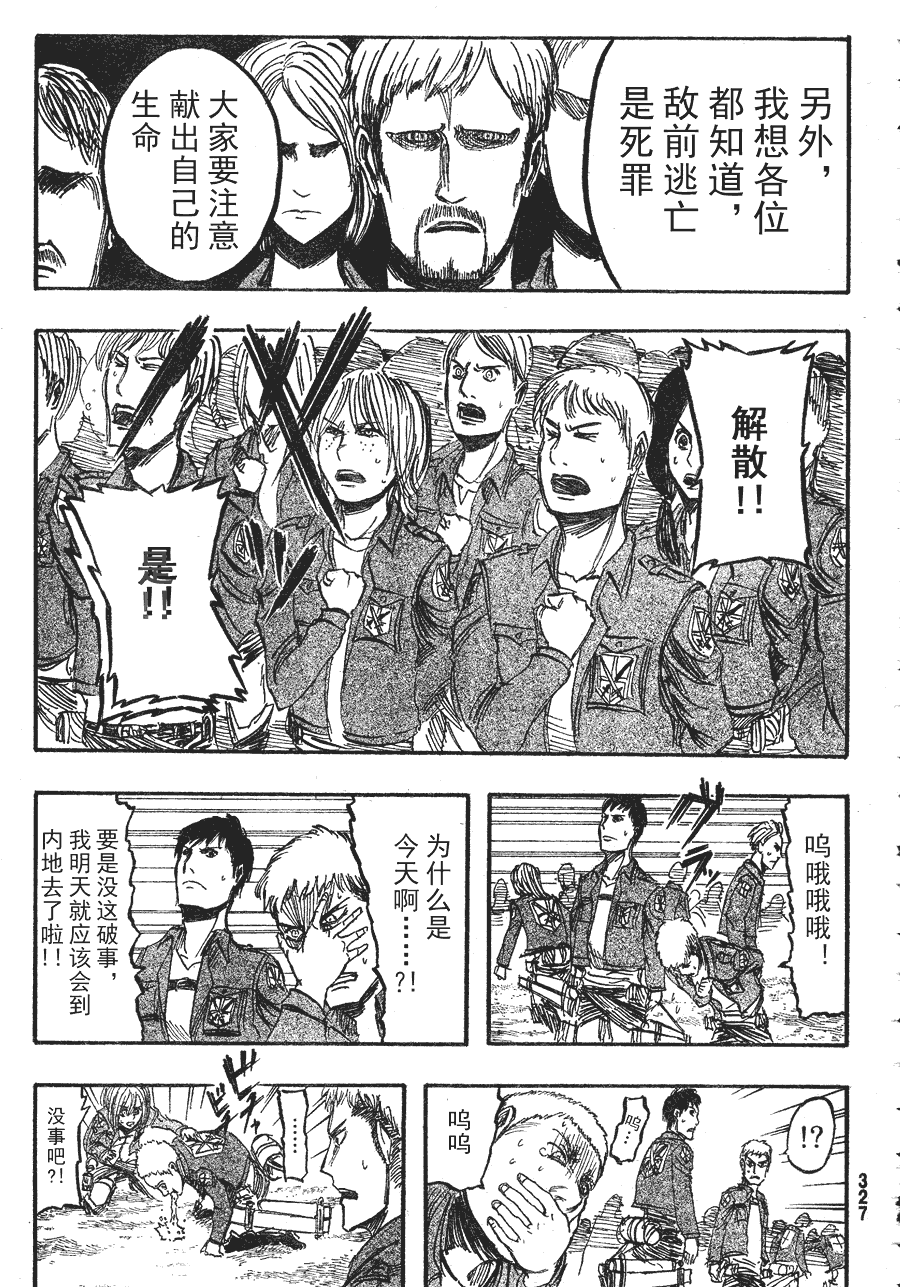 另外，
我想各位
都知道，
敌前逃亡
是死罪
大家要注意
献出自己的
生命
解散!!
是!!
呜哦哦哦！
为什么是
今天啊……?!
要是没这破事，
我明天就应该会到
内地去了啦!!
!?
呜…
呜呜
……
没事吧?!
327